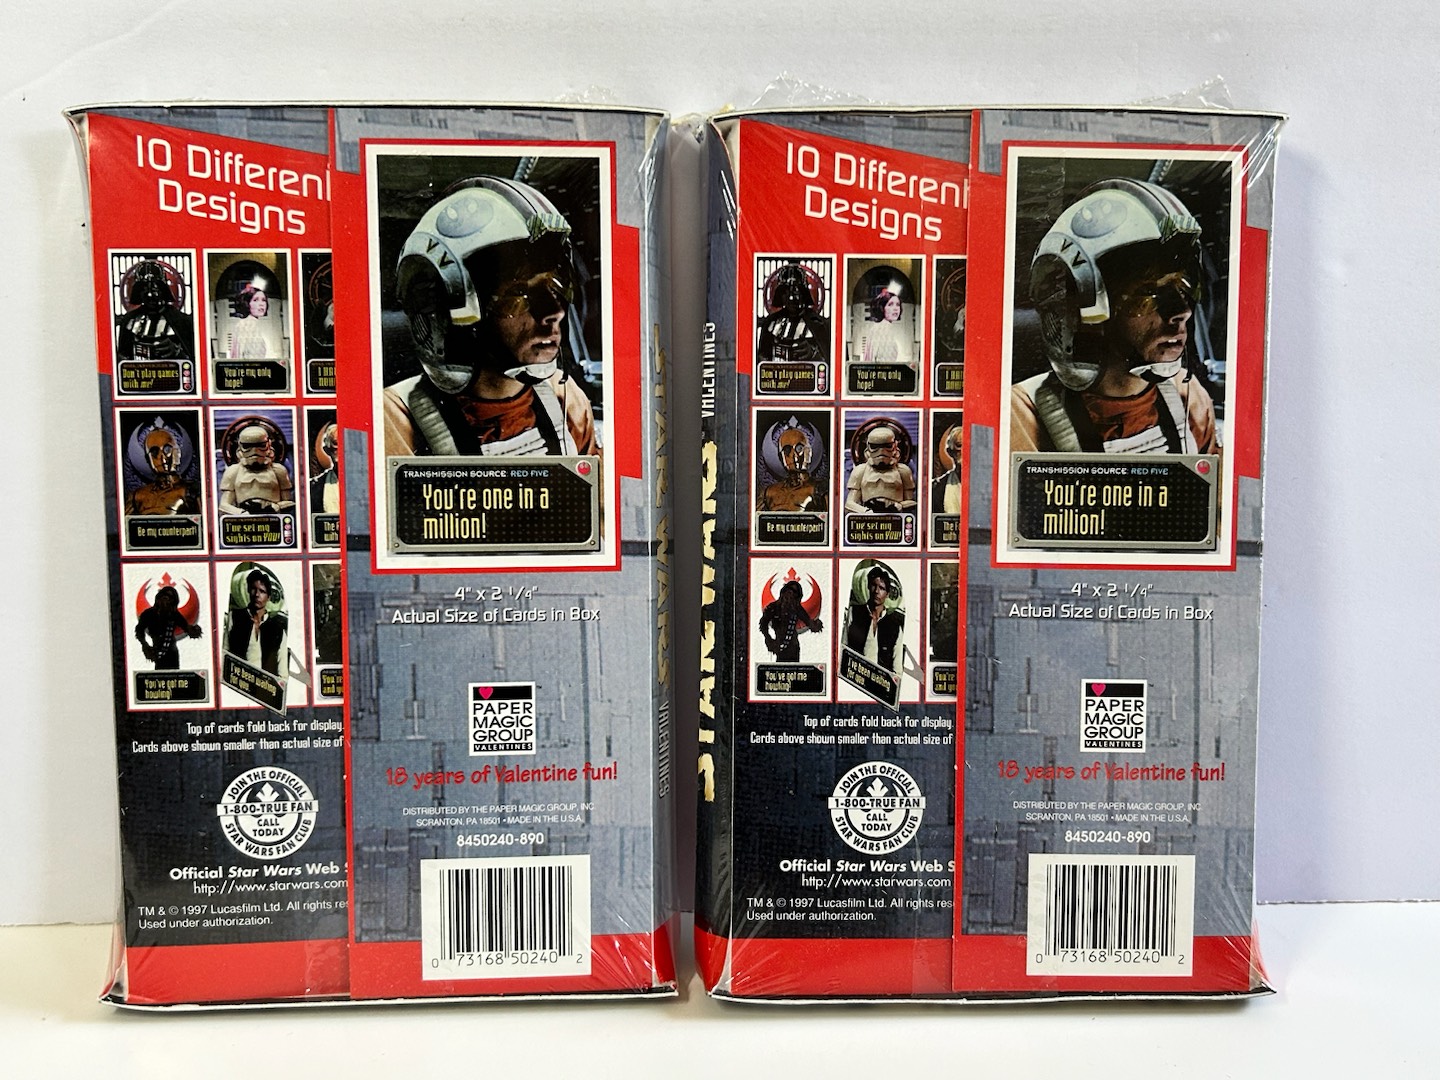 10 Different
Designs
Don't play games
with me!
You're my only
hope!
Be my counterpart!
I've set my
sights on YOU!
You've got me
howling!
I've been waiting
for you.
Top of cards fold back for display.
Cards above shown smaller than actual size of
JOIN THE OFFICIAL
1-800-TRUE FAN
CALL
TODAY
STAR WARS FAN CLUB
Official Star Wars Web S
http://www.starwars.com
TM & © 1997 Lucasfilm Ltd. All rights res
Used under authorization.
TRANSMISSION SOURCE: RED FIVE
You're one in a
million!
4" x 2 1/4"
Actual Size of Cards in Box
PAPER
MAGIC
GROUP
VALENTINES
18 years of Valentine fun!
DISTRIBUTED BY THE PAPER MAGIC GROUP, INC.
SCRANTON, PA 18501 • MADE IN THE U.S.A.
8450240-890
0 73168 50240 2
STAR WARS VALENTINES
STAR WARS VALENTINES
10 Different
Designs
Don't play games
with me!
You're my only
hope!
Be my counterpart!
I've set my
sights on YOU!
You've got me
howling!
I've been waiting
for you.
Top of cards fold back for display.
Cards above shown smaller than actual size of
JOIN THE OFFICIAL
1-800-TRUE FAN
CALL
TODAY
STAR WARS FAN CLUB
Official Star Wars Web S
http://www.starwars.com
TM & © 1997 Lucasfilm Ltd. All rights res
Used under authorization.
TRANSMISSION SOURCE: RED FIVE
You're one in a
million!
4" x 2 1/4"
Actual Size of Cards in Box
PAPER
MAGIC
GROUP
VALENTINES
18 years of Valentine fun!
DISTRIBUTED BY THE PAPER MAGIC GROUP, INC.
SCRANTON, PA 18501 • MADE IN THE U.S.A.
8450240-890
0 73168 50240 2